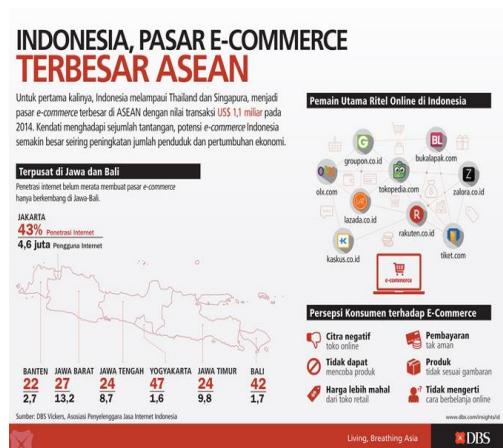 INDONESIA, PASAR E-COMMERCE
TERBESAR ASEAN
Untuk pertama kalinya, Indonesia melampaui Thailand dan Singapura, menjadi
pasar e-commerce terbesar di ASEAN dengan nilai transaksi US$ 1,1 miliar pada
2014. Kendati menghadapi sejumlah tantangan, potensi e-commerce Indonesia
semakin besar seiring peningkatan jumlah penduduk dan pertumbuhan ekonomi.
Terpusat di Jawa dan Bali
Penetrasi internet belum merata membuat pasar e-commerce
hanya berkembang di Jawa-Bali.
JAKARTA
43% Penetrasi Internet
4,6 juta Pengguna Internet
BANTEN JAWA BARAT JAWA TENGAH YOGYAKARTA JAWA TIMUR BALI
22 27 24 47 24 42
2,7 13,2 8,7 1,6 9,8 1,7
Sumber: DBS Vickers, Asosiasi Penyelenggara Jasa Internet Indonesia
Pemain Utama Ritel Online di Indonesia
G
groupon.co.id
BL
bukalapak.com
olx
olx.com
tokopedia.com
Z
zalora.co.id
lazada.co.id
R
rakuten.co.id
K
kaskus.co.id
tiket.com
e-commerce
Persepsi Konsumen terhadap E-Commerce
Citra negatif
toko online
Pembayaran
tak aman
Tidak dapat
mencoba produk
Produk
tidak sesuai gambaran
Harga lebih mahal
dari toko retail
Tidak mengerti
cara berbelanja online
www.dbs.com/insights/id
Living, Breathing Asia
DBS